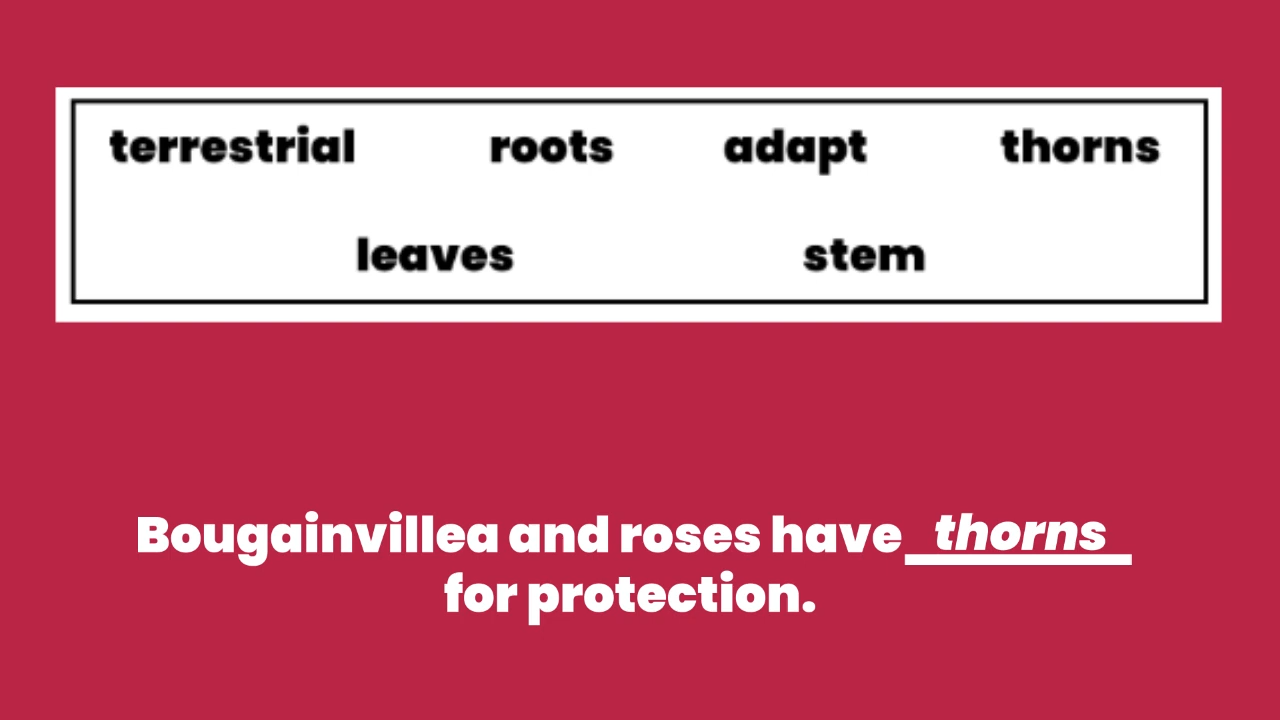 terrestrial roots adapt thorns
leaves stem
Bougainvillea and roses have thorns
for protection.